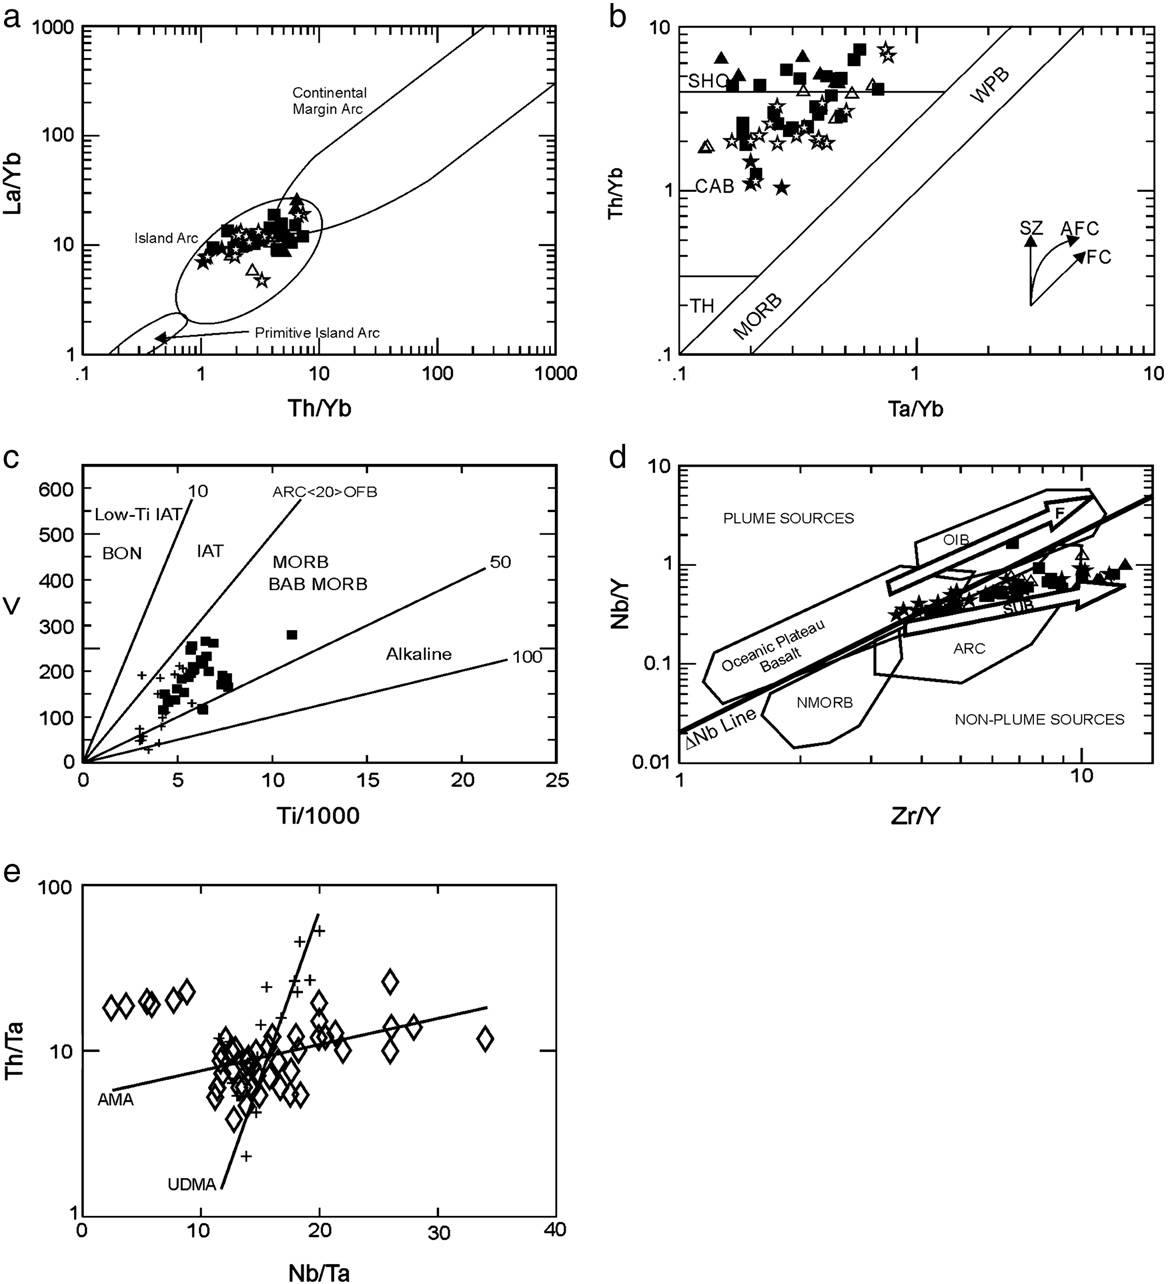 a
1000
100
10
1
La/Yb
Continental
Margin Arc
Island Arc
Primitive Island Arc
.1
1
10
100
1000
Th/Yb
b
10
1
.1
Th/Yb
SHO
CAB
TH
WPB
MORB
SZ
AFC
FC
.1
1
10
Ta/Yb
c
600
500
400
300
200
100
0
V
Low-Ti IAT
BON
10
IAT
ARC<20>OFB
MORB
BAB MORB
50
Alkaline
100
0
5
10
15
20
25
Ti/1000
d
10
1
0.1
0.01
Nb/Y
PLUME SOURCES
OIB
F
SUB
Oceanic Plateau
Basalt
ARC
NMORB
ΔNb Line
NON-PLUME SOURCES
1
10
Zr/Y
e
100
10
1
Th/Ta
AMA
UDMA
0
10
20
30
40
Nb/Ta